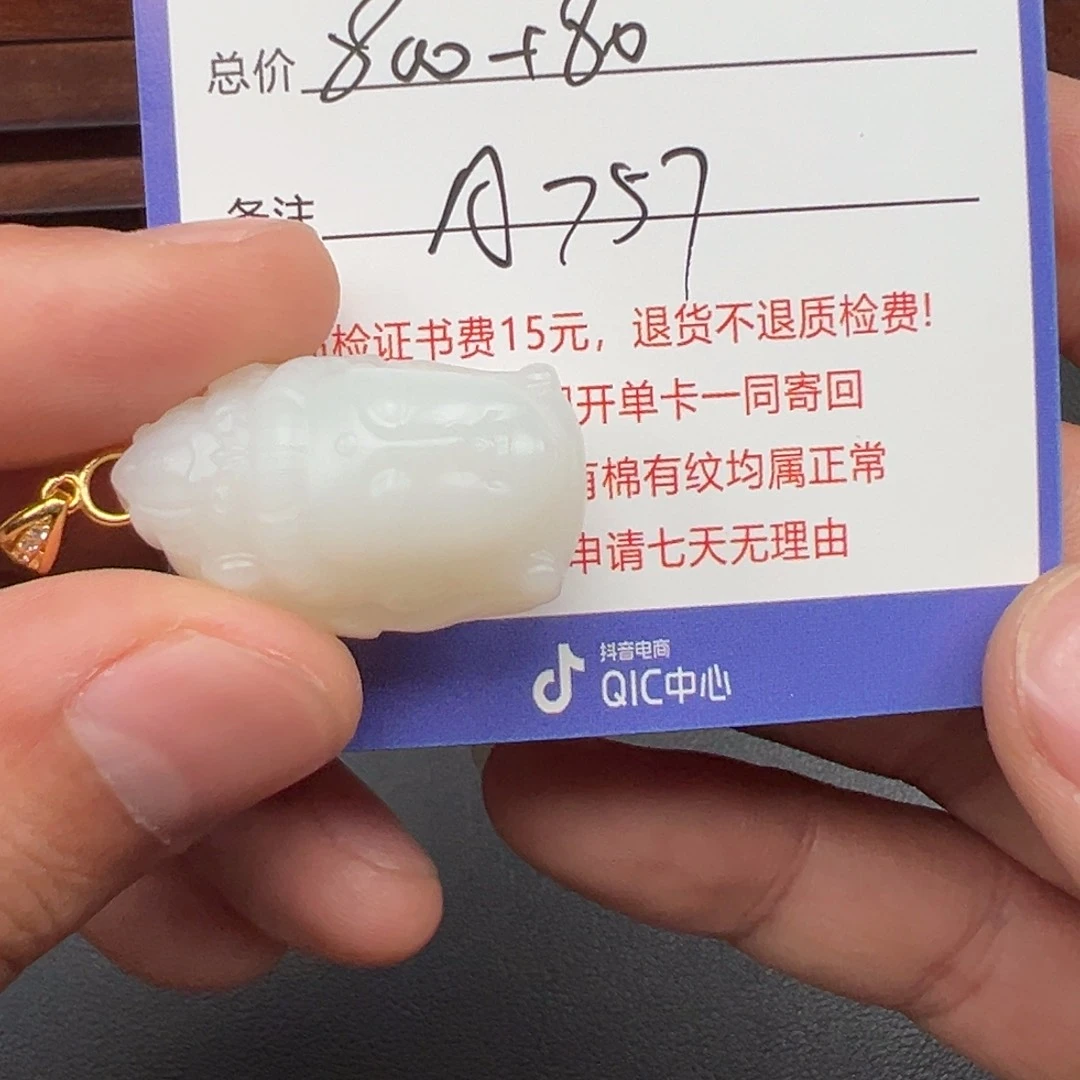 总价 800+80
备注 A757
检证书费15元，退货不退质检费!
开单卡一同寄回
有棉有纹均属正常
申请七天无理由
抖音电商
QIC中心